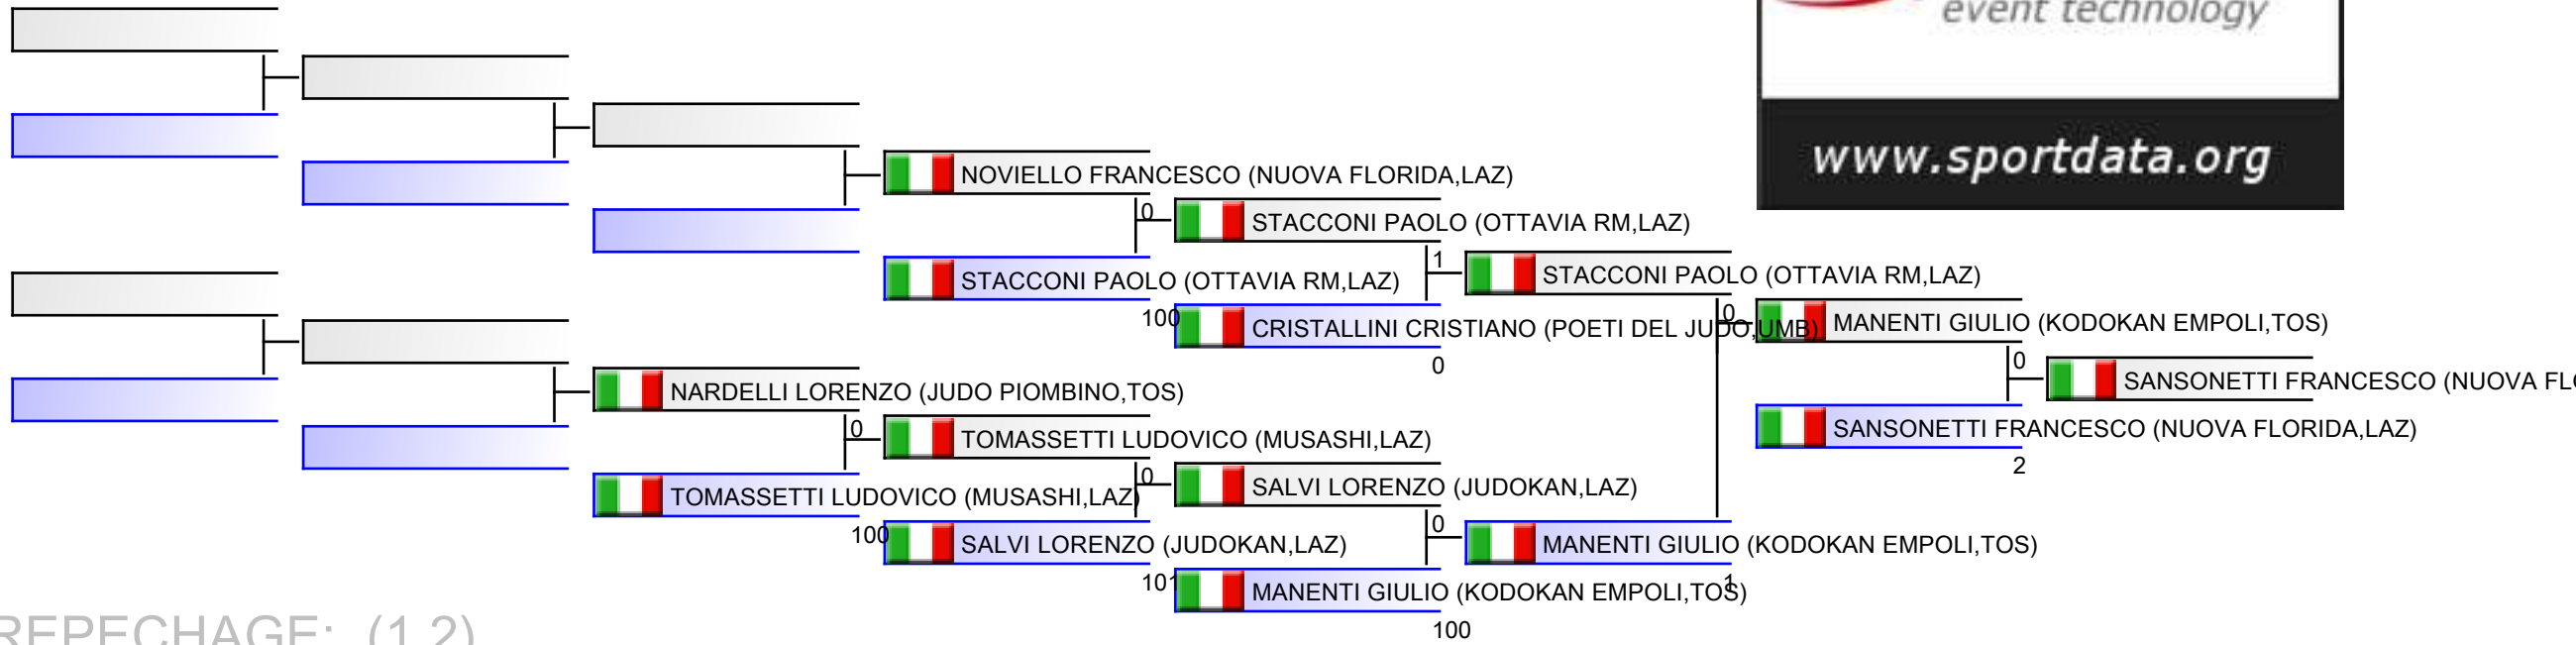 event technology
www.sportdata.org
NOVIELLO FRANCESCO (NUOVA FLORIDA,LAZ)
0
STACCONI PAOLO (OTTAVIA RM,LAZ)
1
STACCONI PAOLO (OTTAVIA RM,LAZ)
STACCONI PAOLO (OTTAVIA RM,LAZ)
100
CRISTALLINI CRISTIANO (POETI DEL JUDO,UMB)
0
0
MANENTI GIULIO (KODOKAN EMPOLI,TOS)
0
SANSONETTI FRANCESCO (NUOVA
SANSONETTI FRANCESCO (NUOVA FLORIDA,LAZ)
2
NARDELLI LORENZO (JUDO PIOMBINO,TOS)
0
TOMASSETTI LUDOVICO (MUSASHI,LAZ)
0
SALVI LORENZO (JUDOKAN,LAZ)
TOMASSETTI LUDOVICO (MUSASHI,LAZ)
100
SALVI LORENZO (JUDOKAN,LAZ)
0
MANENTI GIULIO (KODOKAN EMPOLI,TOS)
1
MANENTI GIULIO (KODOKAN EMPOLI,TOS)
100
REPECHAGE: (1,2)